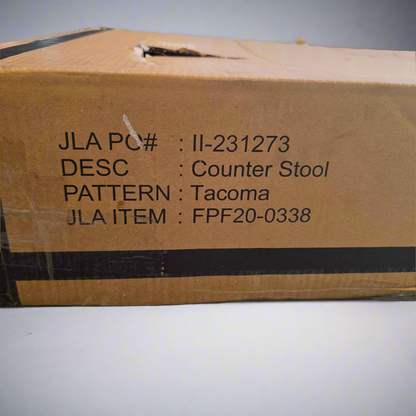 JLA PO# : II-231273
DESC : Counter Stool
PATTERN : Tacoma
JLA ITEM : FPF20-0338